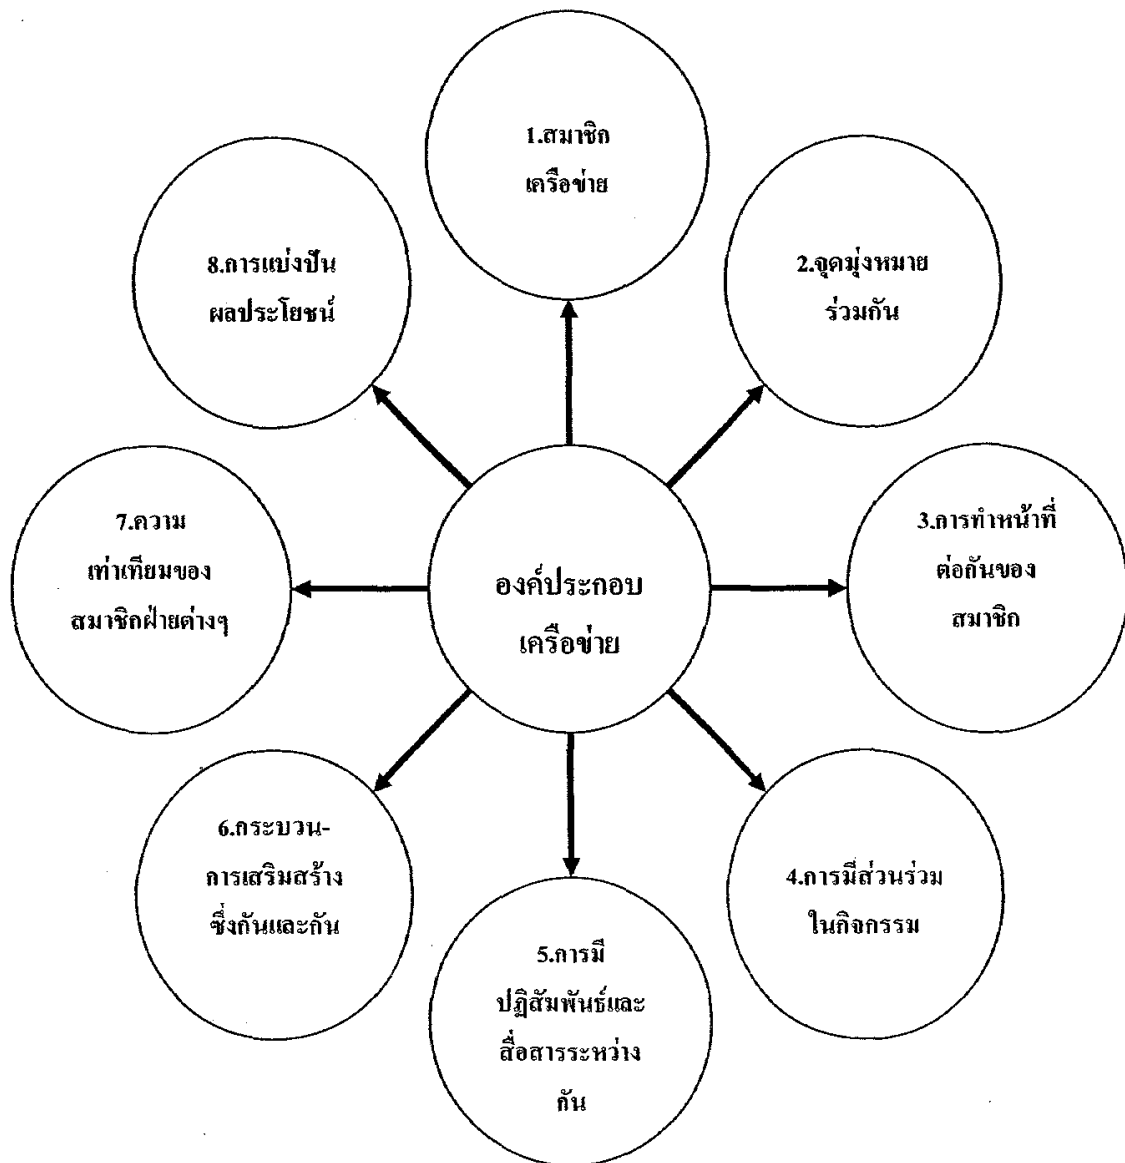 1.สมาชิก
เครือข่าย
2.จุดมุ่งหมาย
ร่วมกัน
3.การทำหน้าที่
ต่อกันของ
สมาชิก
4.การมีส่วนร่วม
ในกิจกรรม
5.การมี
ปฏิสัมพันธ์และ
สื่อสารระหว่าง
กัน
6.กระบวน-
การเสริมสร้าง
ซึ่งกันและกัน
7.ความ
เท่าเทียมของ
สมาชิกฝ่ายต่างๆ
8.การแบ่งปัน
ผลประโยชน์
องค์ประกอบ
เครือข่าย